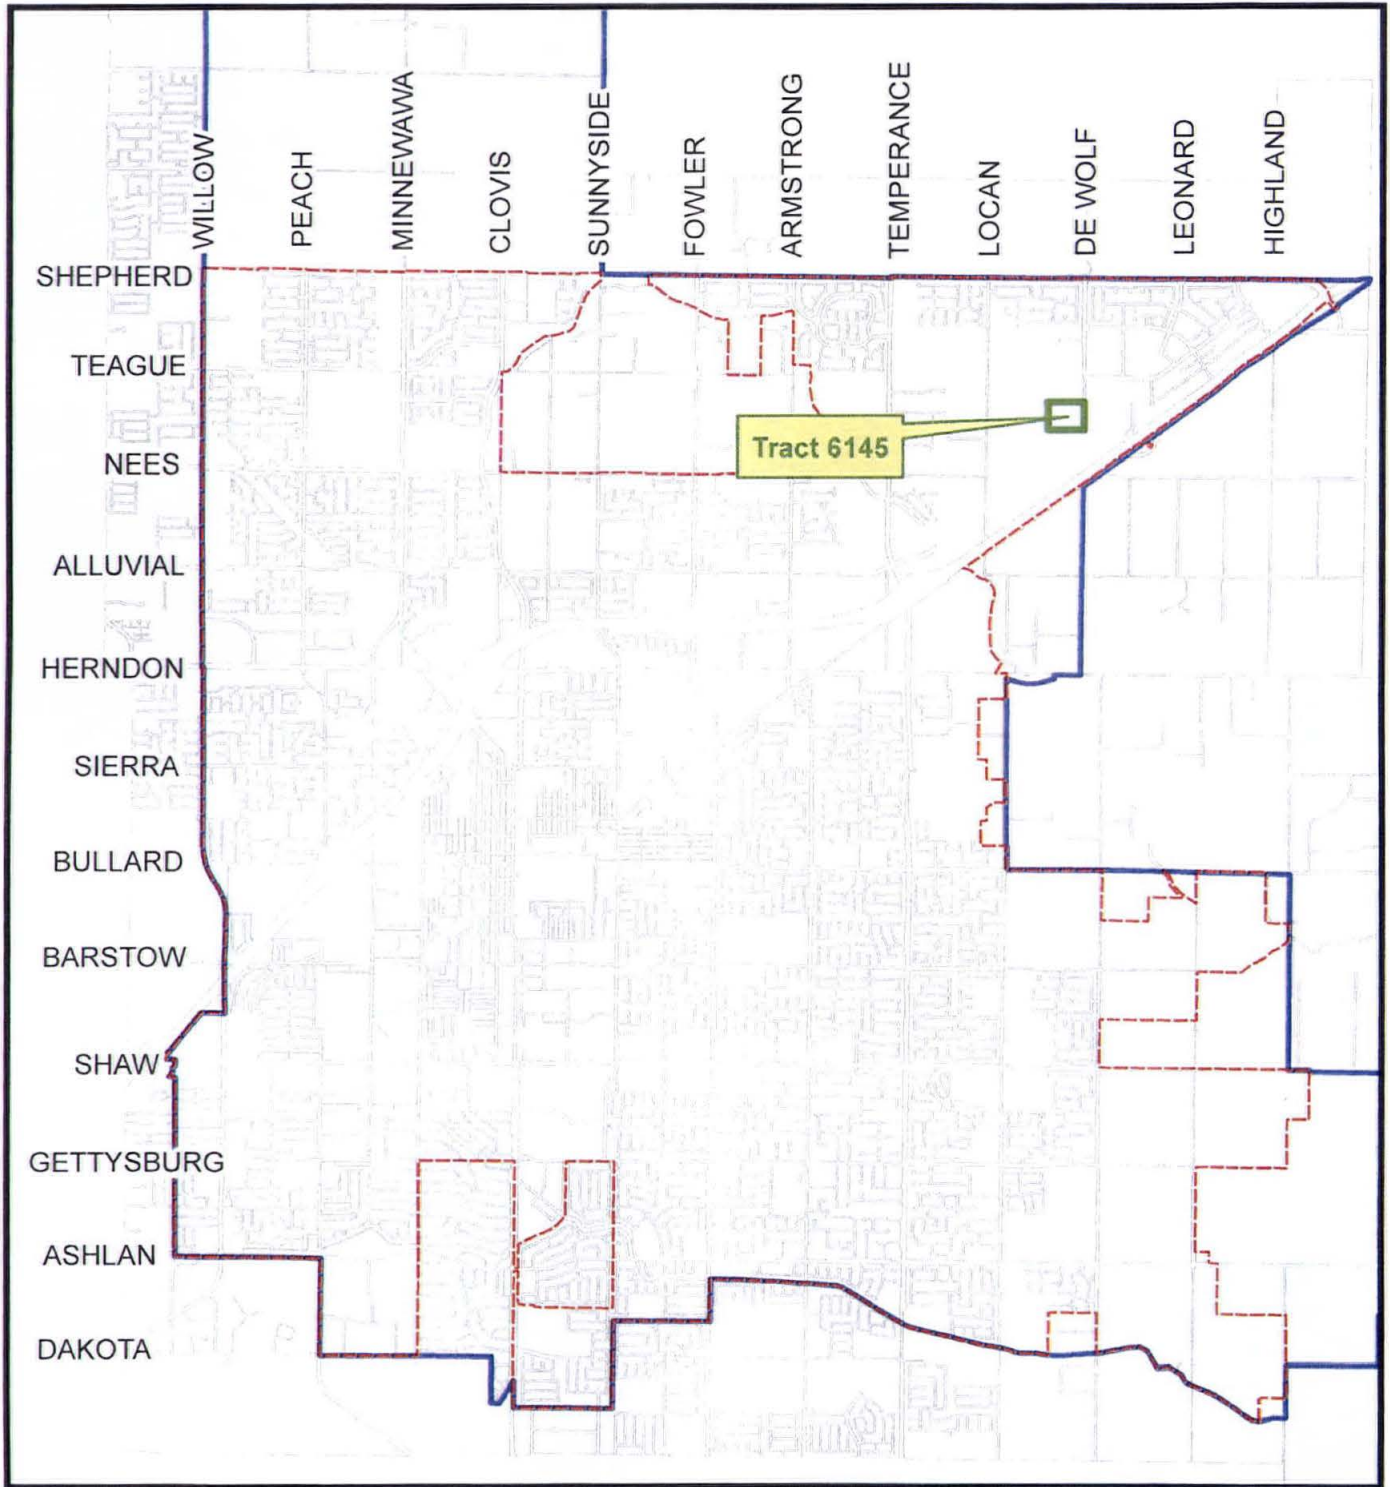 WILLOW
PEACH
MINNEWAWA
CLOVIS
SUNNYSIDE
FOWLER
ARMSTRONG
TEMPERANCE
LOCAN
DE WOLF
LEONARD
HIGHLAND
SHEPHERD
TEAGUE
NEES
ALLUVIAL
HERNDON
SIERRA
BULLARD
BARSTOW
SHAW
GETTYSBURG
ASHLAN
DAKOTA
Tract 6145